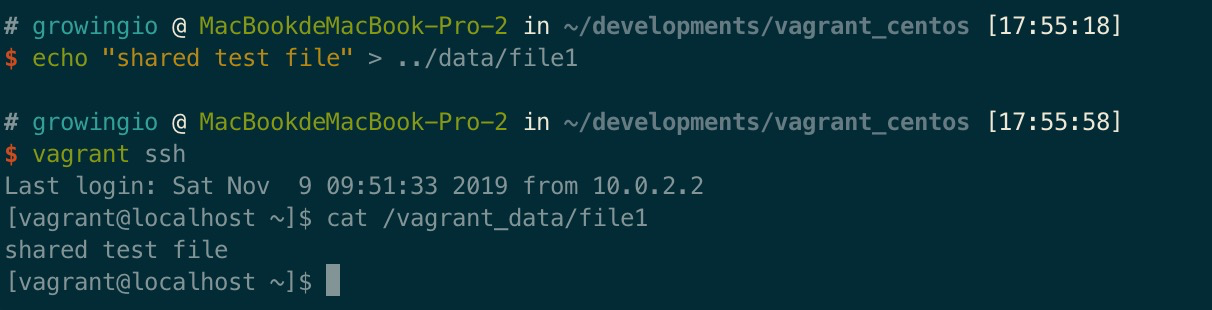 # growingio @ MacBookdeMacBook-Pro-2 in ~/developments/vagrant_centos [17:55:18]
$ echo "shared test file" > ../data/file1
# growingio @ MacBookdeMacBook-Pro-2 in ~/developments/vagrant_centos [17:55:58]
$ vagrant ssh
Last login: Sat Nov  9 09:51:33 2019 from 10.0.2.2
[vagrant@localhost ~]$ cat /vagrant_data/file1
shared test file
[vagrant@localhost ~]$